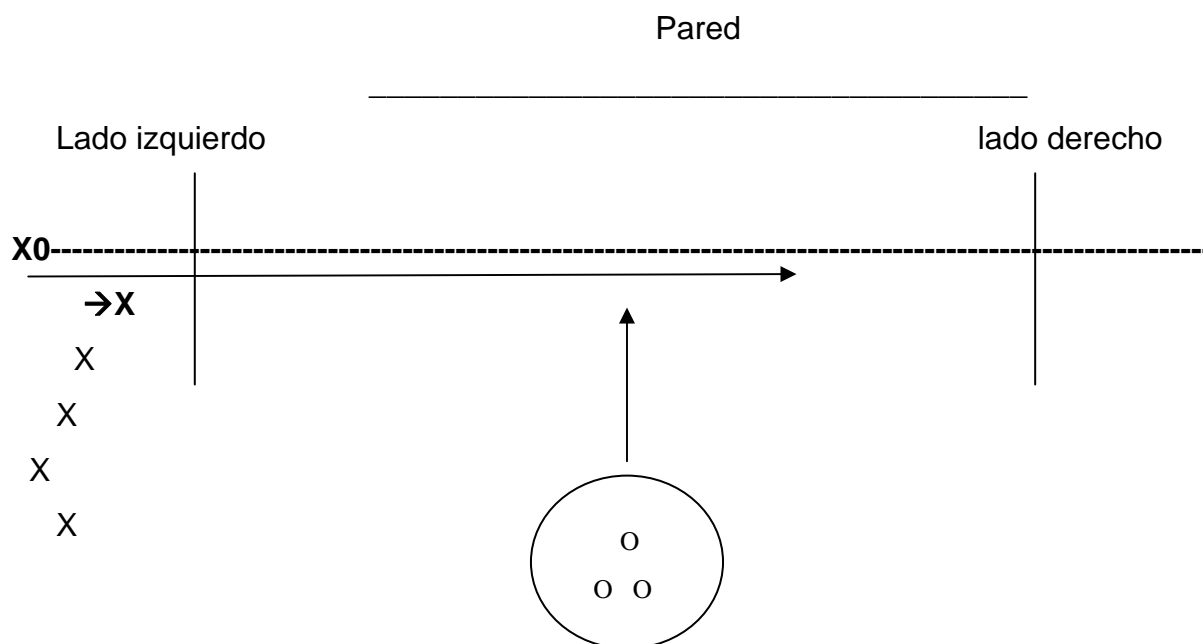 Pared
Lado izquierdo lado derecho
X0
→X
X
X
X
X
O
O O